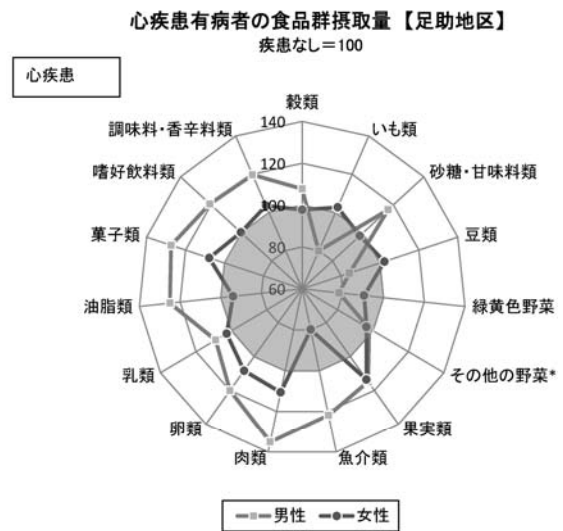 心疾患有病者の食品群摂取量【足助地区】
疾患なし＝100
心疾患
穀類
いも類
砂糖・甘味料類
豆類
緑黄色野菜
その他の野菜*
果実類
魚介類
肉類
卵類
乳類
油脂類
菓子類
嗜好飲料類
調味料・香辛料類
140
120
100
80
60
男性
女性